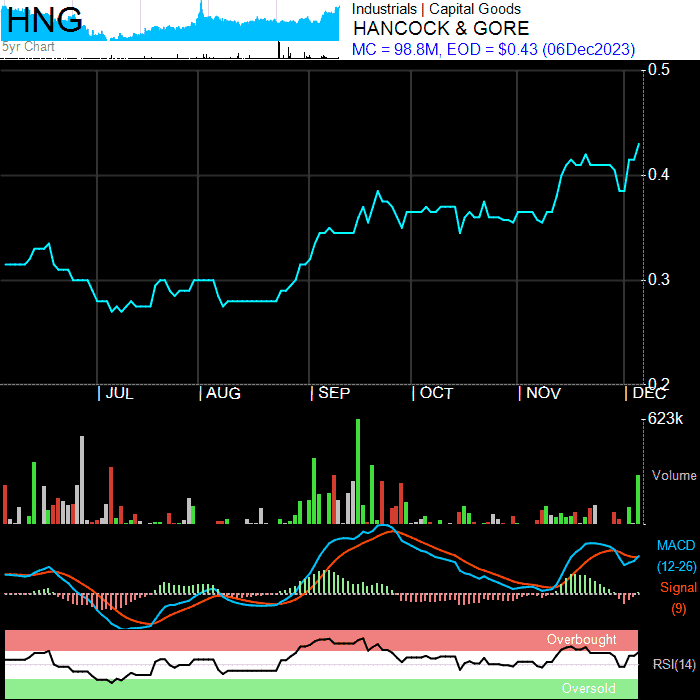 HNG
5yr Chart
Industrials | Capital Goods
HANCOCK & GORE
MC = 98.8M, EOD = $0.43 (06Dec2023)
0.5
0.4
0.3
0.2
JUL
AUG
SEP
OCT
NOV
DEC
623k
Volume
MACD
(12-26)
Signal
(9)
Overbought
RSI(14)
Oversold